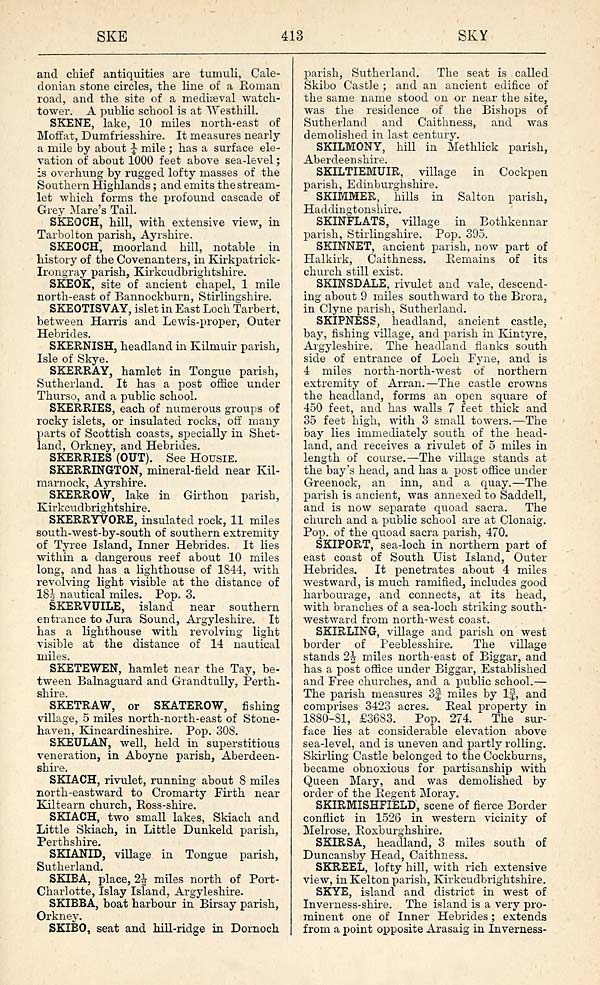 SKE 413 SKY
and chief antiquities are tumuli, Cale-
donian stone circles, the line of a Roman
road, and the site of a mediæval watch-
tower. A public school is at Westhill.
SKENE, lake, 10 miles north-east of
Moffat, Dumfriesshire. It measures nearly
a mile by about ¼ mile; has a surface ele-
vation of about 1000 feet above sea-level;
is overhung by rugged lofty masses of the
Southern Highlands; and emits the stream-
let which forms the profound cascade of
Grey Mare's Tail.
SKEOCH, hill, with extensive view, in
Tarbolton parish, Ayrshire.
SKEOCH, moorland hill, notable in
history of the Covenanters, in Kirkpatrick-
Irongray parish, Kirkcudbrightshire.
SKEOK, site of ancient chapel, 1 mile
north-east of Bannockburn, Stirlingshire.
SKEOTISVAY, islet in East Loch Tarbert,
between Harris and Lewis-proper, Outer
Hebrides.
SKERNISH, headland in Kilmuir parish,
Isle of Skye.
SKERRAY, hamlet in Tongue parish,
Sutherland. It has a post office under
Thurso, and a public school.
SKERRIES, each of numerous groups of
rocky islets, or insulated rocks, off many
parts of Scottish coasts, specially in Shet-
land, Orkney, and Hebrides.
SKERRIES (OUT). See HOUSIE.
SKERRINGTON, mineral-field near Kil-
marnock, Ayrshire.
SKERROW, lake in Girthon parish,
Kirkcudbrightshire.
SKERRYVORE, insulated rock, 11 miles
south-west-by-south of southern extremity
of Tyree Island, Inner Hebrides. It lies
within a dangerous reef about 10 miles
long, and has a lighthouse of 1844, with
revolving light visible at the distance of
18½ nautical miles. Pop. 3.
SKERVUILE, island near southern
entrance to Jura Sound, Argyleshire. It
has a lighthouse with revolving light
visible at the distance of 14 nautical
miles.
SKETEWEN, hamlet near the Tay, be-
tween Balnaguard and Grandtully, Perth-
shire.
SKETRAW, or SKATEROW, fishing
village, 5 miles north-north-east of Stone-
haven, Kincardineshire. Pop. 308.
SKEULAN, well, held in superstitious
veneration, in Aboyne parish, Aberdeen-
shire.
SKIACH, rivulet, running about 8 miles
north-eastward to Cromarty Firth near
Kiltearn church, Ross-shire.
SKIACH, two small lakes, Skiach and
Little Skiach, in Little Dunkeld parish,
Perthshire.
SKIANID, village in Tongue parish,
Sutherland.
SKIBA, place, 2½ miles north of Port-
Charlotte, Islay Island, Argyleshire.
SKIBBA, boat harbour in Birsay parish,
Orkney.
SKIBO, seat and hill-ridge in Dornoch
parish, Sutherland. The seat is called
Skibo Castle; and an ancient edifice of
the same name stood on or near the site,
was the residence of the Bishops of
Sutherland and Caithness, and was
demolished in last century.
SKILMONY, hill in Methlick parish,
Aberdeenshire.
SKILTIEMUIR, village in Cockpen
parish, Edinburghshire.
SKIMMER, hills in Salton parish,
Haddingtonshire.
SKINFLATS, village in Bothkennar
parish, Stirlingshire. Pop. 395.
SKINNET, ancient parish, now part of
Halkirk, Caithness. Remains of its
church still exist.
SKINSDALE, rivulet and vale, descend-
ing about 9 miles southward to the Brora,
in Clyne parish, Sutherland.
SKIPNESS, headland, ancient castle,
bay, fishing village, and parish in Kintyre,
Argyleshire. The headland flanks south
side of entrance of Loch Fyne, and is
4 miles north-north-west of northern
extremity of Arran.—The castle crowns
the headland, forms an open square of
450 feet, and has walls 7 feet thick and
35 feet high, with 3 small towers.—The
bay lies immediately south of the head-
land, and receives a rivulet of 5 miles in
length of course.—The village stands at
the bay's head, and has a post office under
Greenock, an inn, and a quay.—The
parish is ancient, was annexed to Saddell,
and is now separate quoad sacra. The
church and a public school are at Clonaig.
Pop. of the quoad sacra parish, 470.
SKIPORT, sea-loch in northern part of
east coast of South Uist Island, Outer
Hebrides. It penetrates about 4 miles
westward, is much ramified, includes good
harbourage, and connects, at its head,
with branches of a sea-loch striking south-
westward from north-west coast.
SKIRLING, village and parish on west
border of Peeblesshire. The village
stands 2½ miles north-east of Biggar, and
has a post office under Biggar, Established
and Free churches, and a public school.—
The parish measures 3¾ miles by 1¾, and
comprises 3423 acres. Real property in
1880-81, £3683. Pop. 274. The sur-
face lies at considerable elevation above
sea-level, and is uneven and partly rolling.
Skirling Castle belonged to the Cockburns,
became obnoxious for partisanship with
Queen Mary, and was demolished by
order of the Regent Moray.
SKIRMISHFIELD, scene of fierce Border
conflict in 1526 in western vicinity of
Melrose, Roxburghshire.
SKIRSA, headland, 3 miles south of
Duncansby Head, Caithness.
SKREEL, lofty hill, with rich extensive
view, in Kelton parish, Kirkcudbrightshire.
SKYE, island and district in west of
Inverness-shire. The island is a very pro-
minent one of Inner Hebrides; extends
from a point opposite Arasaig in Inverness-